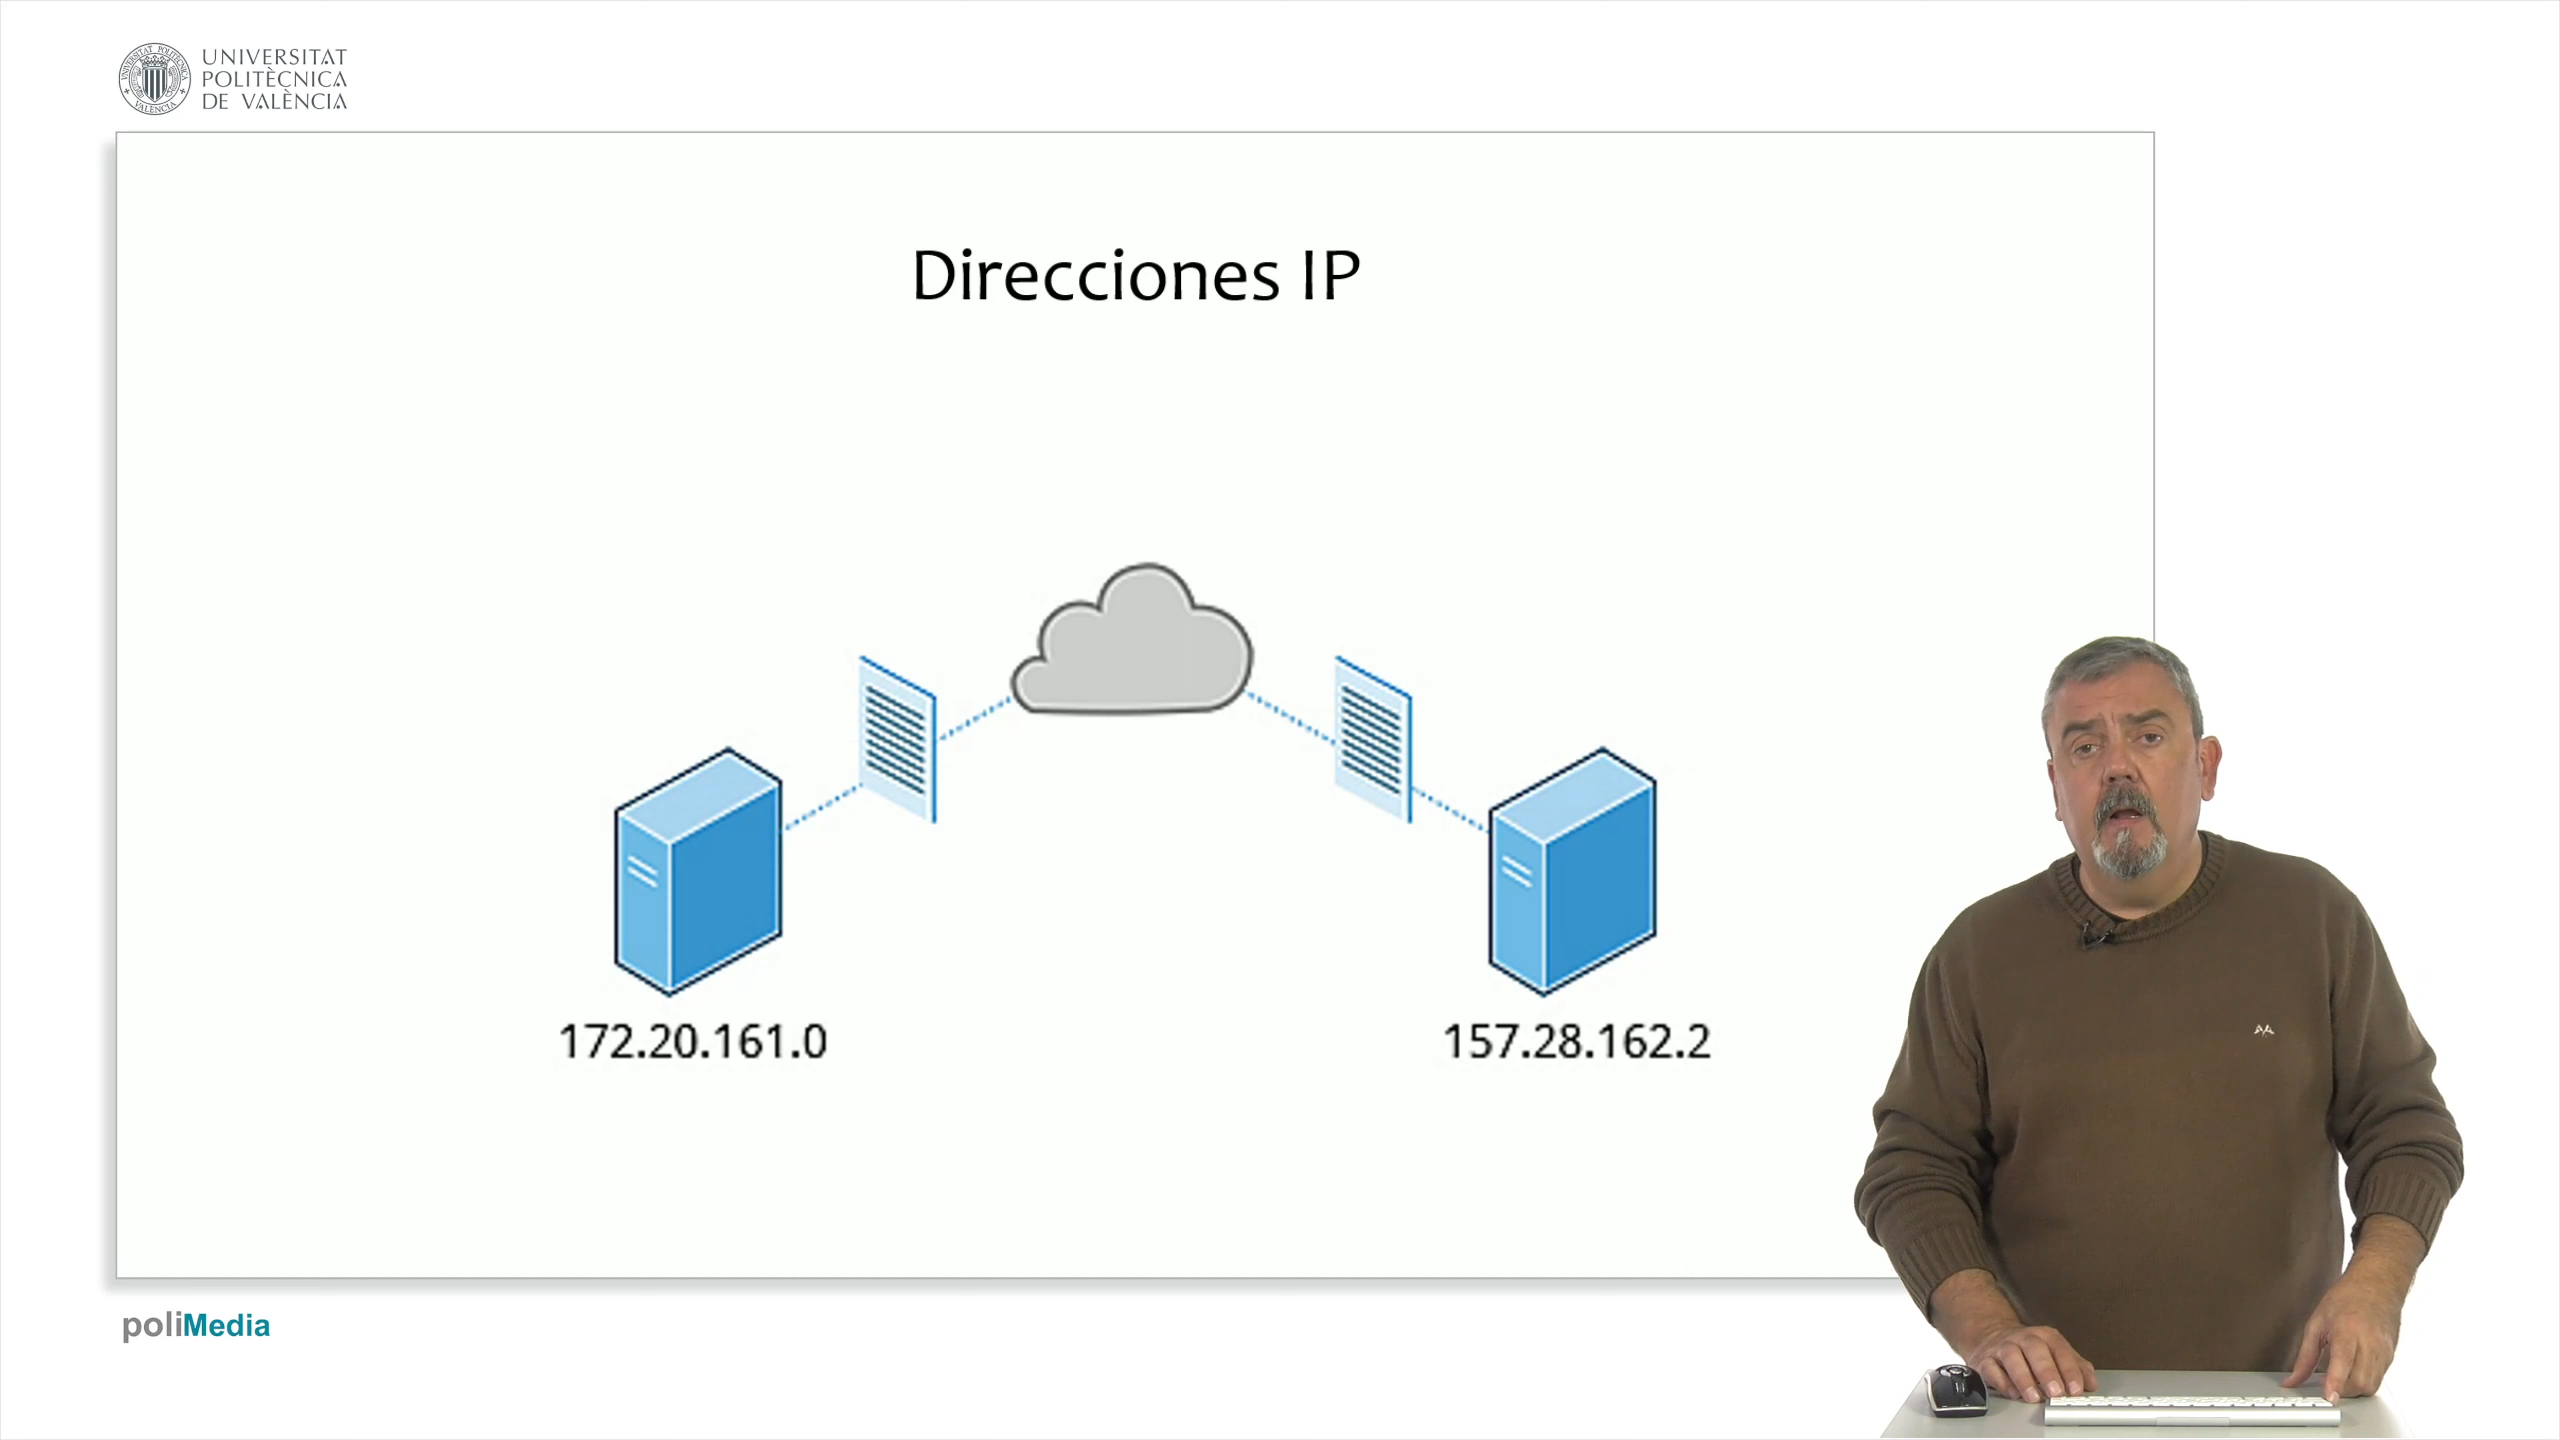 UNIVERSITAT
POLITÈCNICA
DE VALÈNCIA
Direcciones IP
172.20.161.0
157.28.162.2
poliMedia